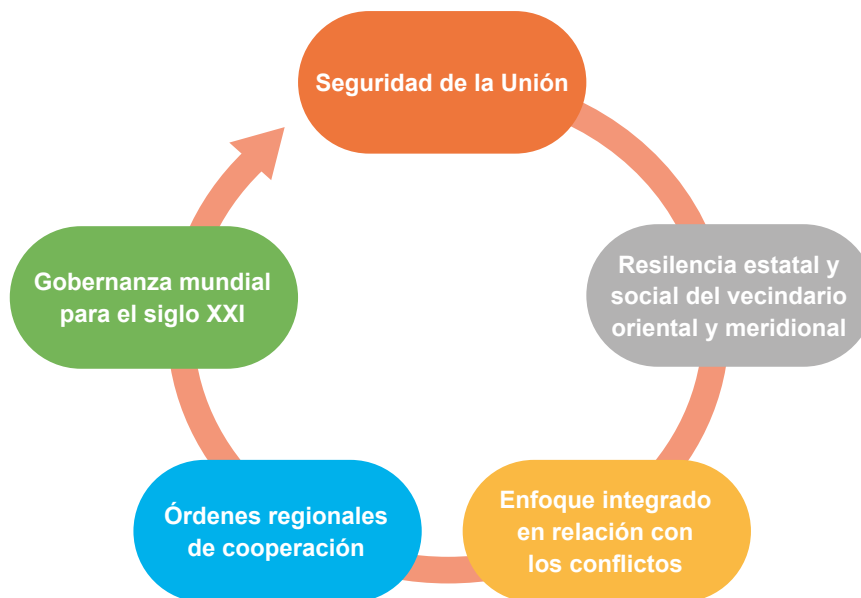 Seguridad de la Unión
Resilencia estatal y
social del vecindario
oriental y meridional
Enfoque integrado
en relación con
los conflictos
Órdenes regionales
de cooperación
Gobernanza mundial
para el siglo XXI